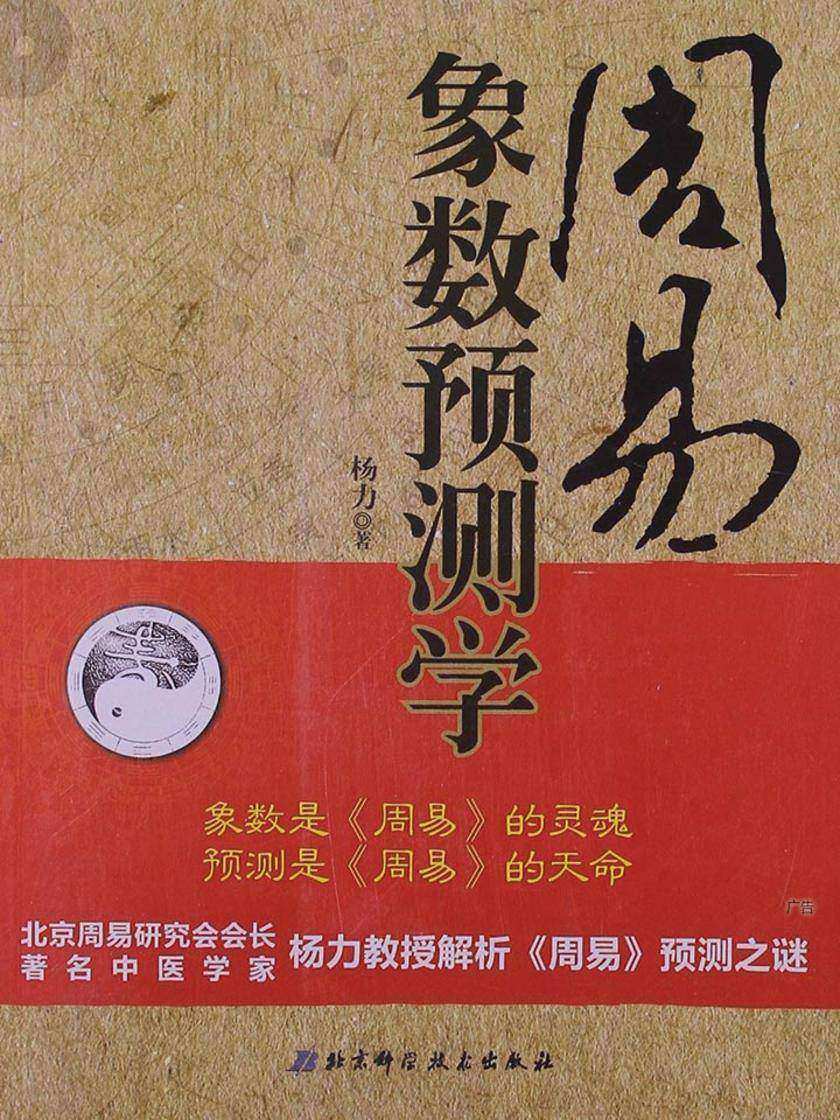 周易
象数预测学
杨力◎著
象数是《周易》的灵魂
预测是《周易》的天命
广告
北京周易研究会会长
著名中医学家
杨力教授解析《周易》预测之谜
北京科学技术出版社